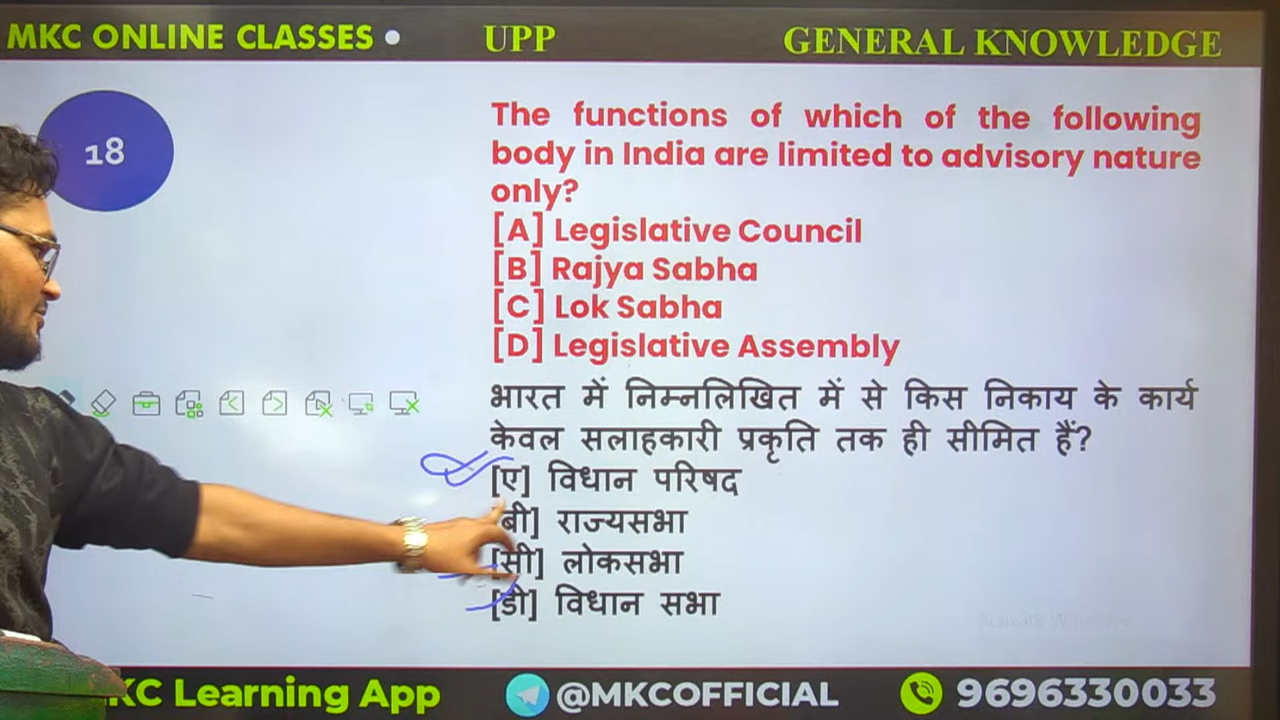 MKC ONLINE CLASSES • UPP GENERAL KNOWLEDGE
18
The functions of which of the following
body in India are limited to advisory nature
only?
[A] Legislative Council
[B] Rajya Sabha
[C] Lok Sabha
[D] Legislative Assembly
भारत में निम्नलिखित में से किस निकाय के कार्य
केवल सलाहकारी प्रकृति तक ही सीमित हैं?
[ए] विधान परिषद
बी] राज्यसभा
[सी] लोकसभा
[डी] विधान सभा
Activate Windows
KC Learning App @MKCOFFICIAL 9696330033